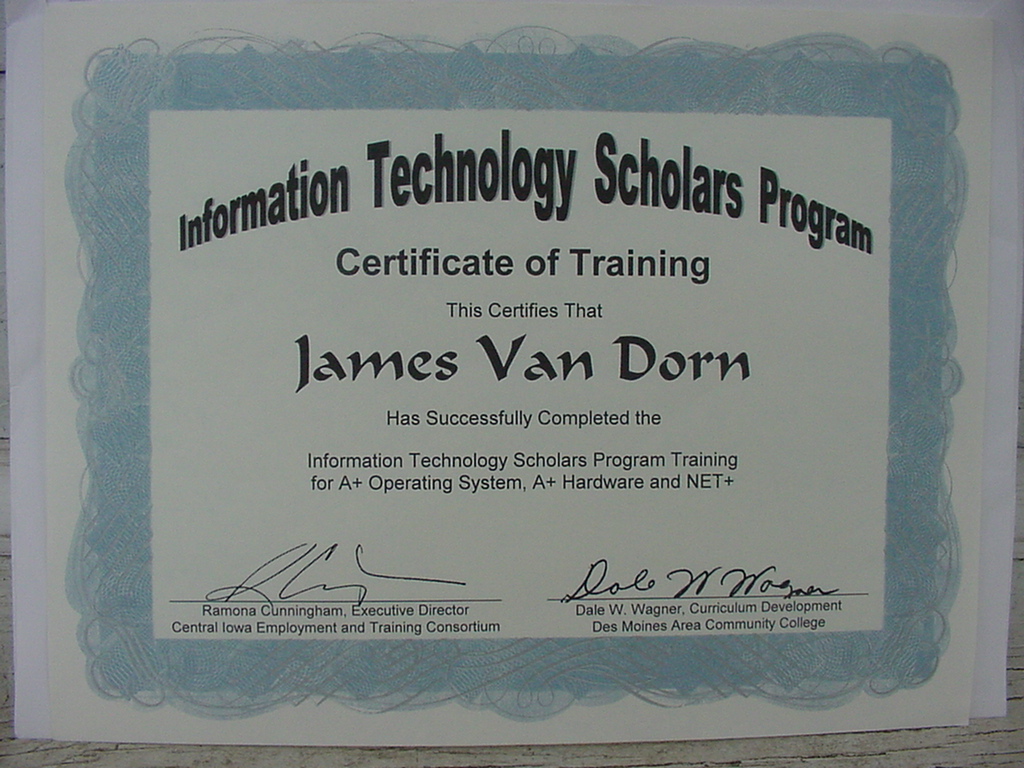 Information Technology Scholars Program
Certificate of Training
This Certifies That
James Van Dorn
Has Successfully Completed the
Information Technology Scholars Program Training
for A+ Operating System, A+ Hardware and NET+
Dale W Wagner
Ramona Cunningham, Executive Director
Central Iowa Employment and Training Consortium
Dale W. Wagner, Curriculum Development
Des Moines Area Community College